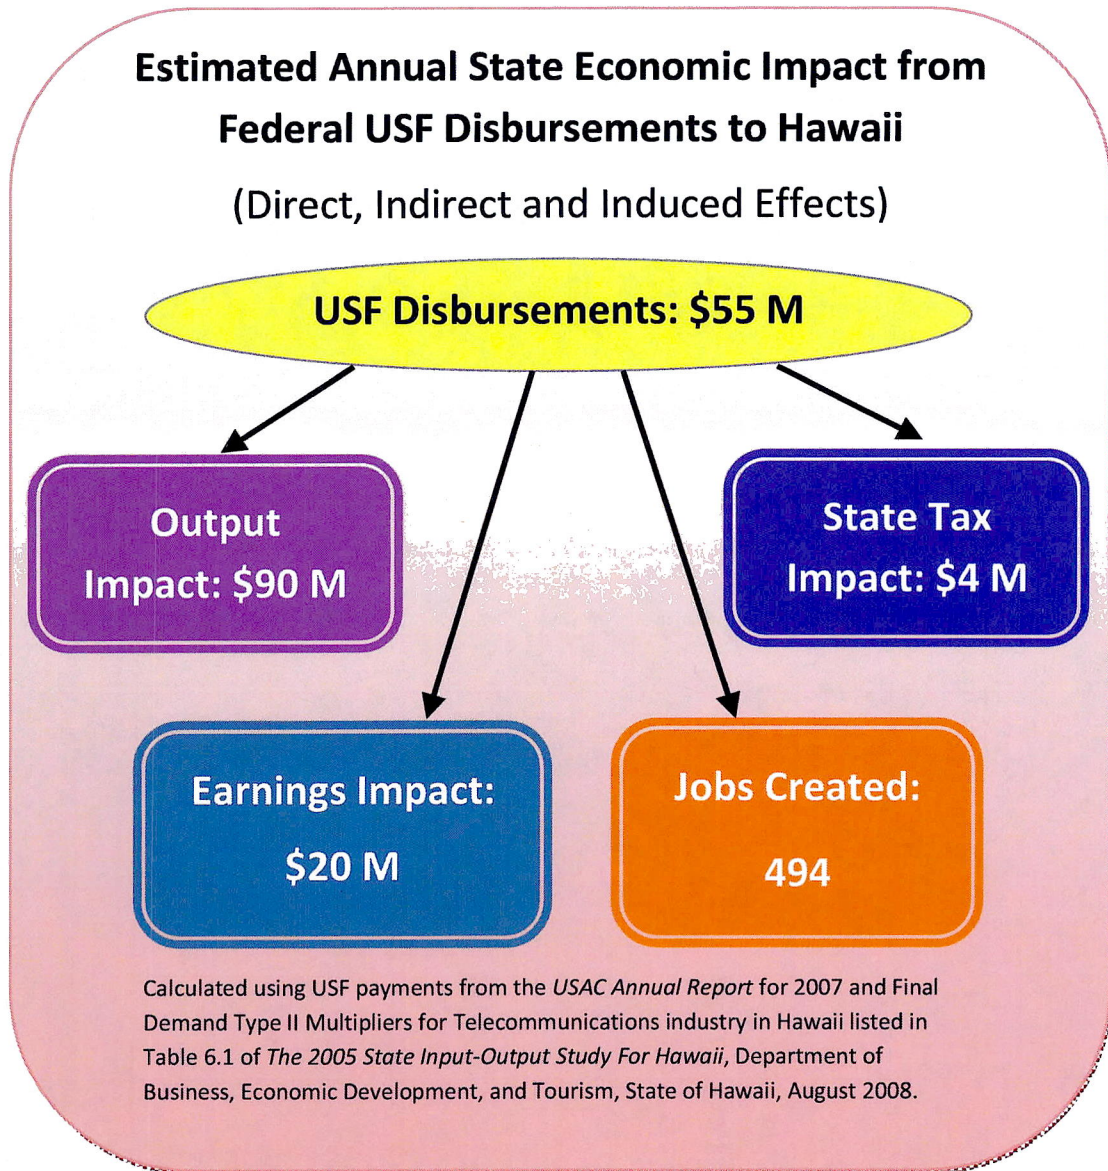 Estimated Annual State Economic Impact from
Federal USF Disbursements to Hawaii
(Direct, Indirect and Induced Effects)
USF Disbursements: $55 M
Output
Impact: $90 M
State Tax
Impact: $4 M
Earnings Impact:
$20 M
Jobs Created:
494
Calculated using USF payments from the USAC Annual Report for 2007 and Final
Demand Type II Multipliers for Telecommunications industry in Hawaii listed in
Table 6.1 of The 2005 State Input-Output Study For Hawaii, Department of
Business, Economic Development, and Tourism, State of Hawaii, August 2008.